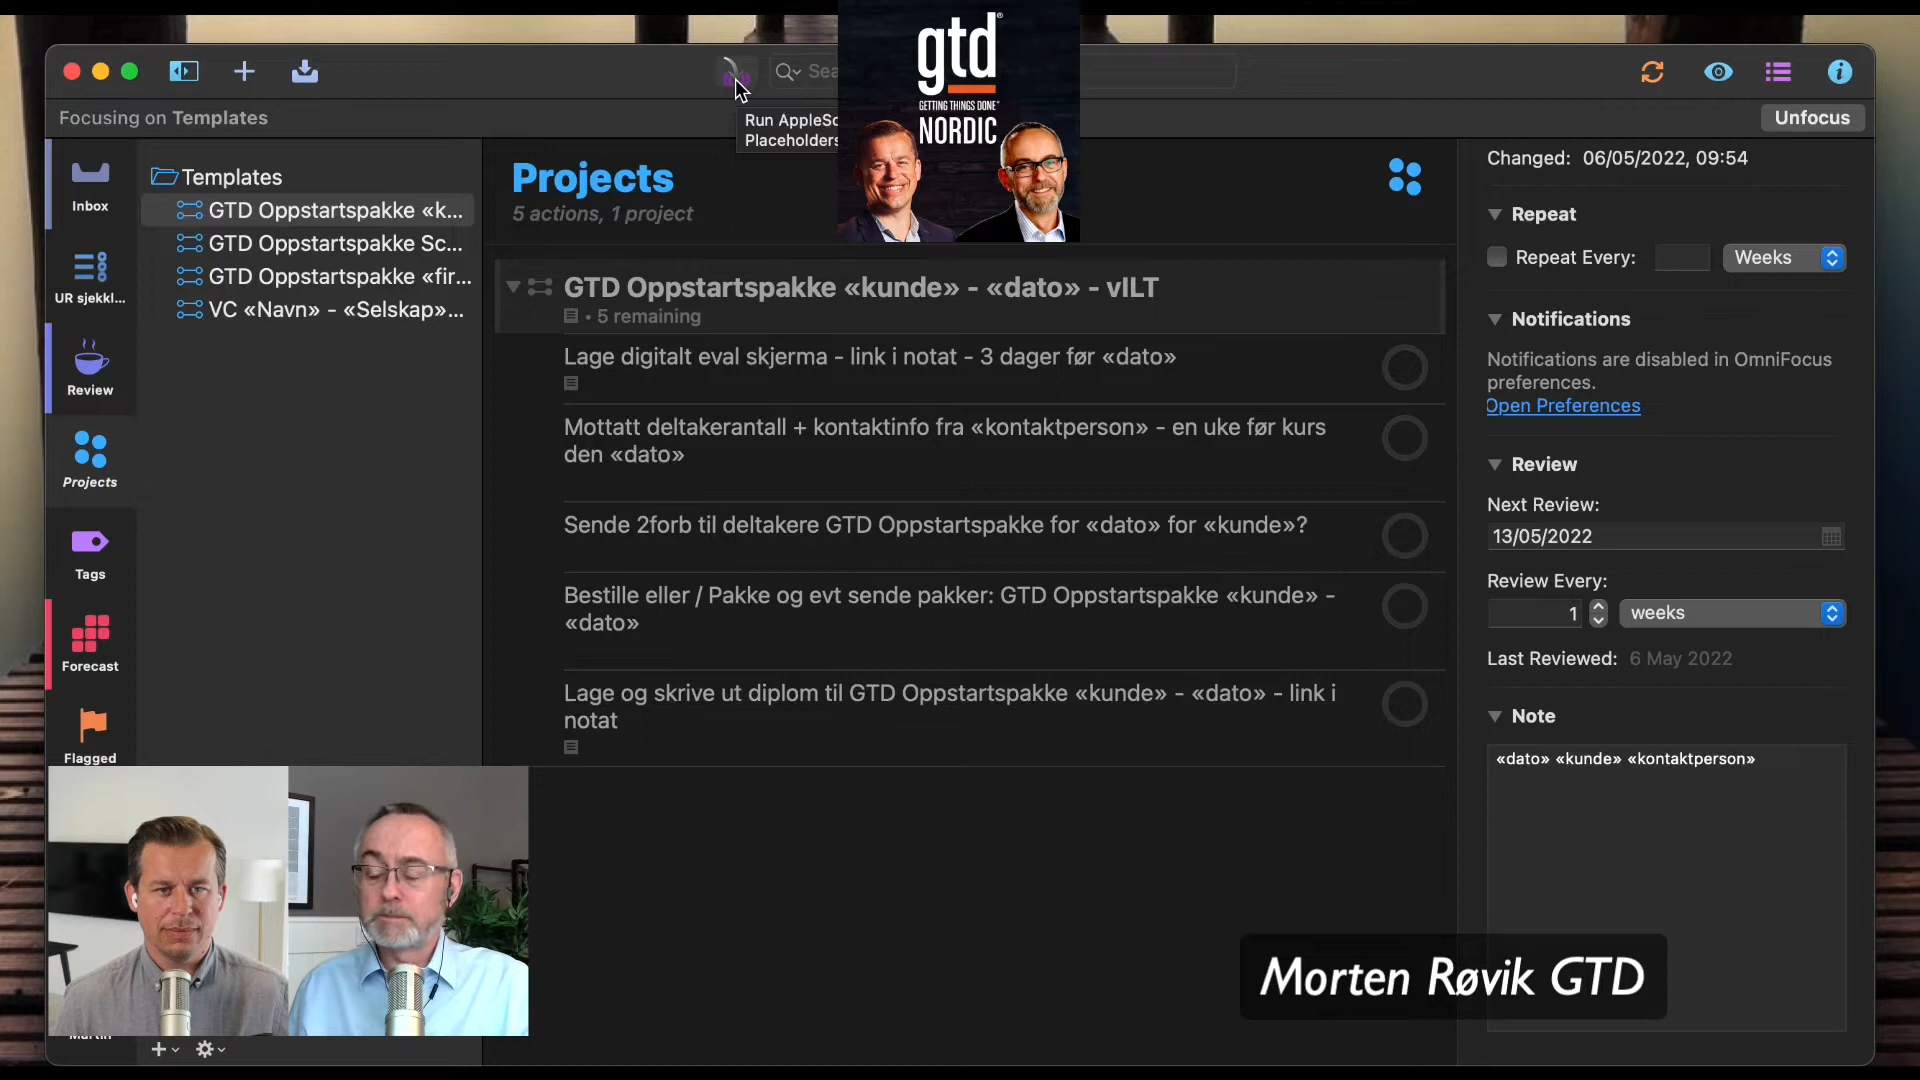 gtd®
GETTING THINGS DONE®
NORDIC
Sea
Focusing on Templates
Unfocus
Run AppleSc
Placeholders
Inbox
UR sjekkl...
Review
Projects
Tags
Forecast
Flagged
Templates
GTD Oppstartspakke «k...
GTD Oppstartspakke Sc...
GTD Oppstartspakke «fir...
VC «Navn» - «Selskap»...
Projects
5 actions, 1 project
GTD Oppstartspakke «kunde» - «dato» - vILT
• 5 remaining
Lage digitalt eval skjerma - link i notat - 3 dager før «dato»
Mottatt deltakerantall + kontaktinfo fra «kontaktperson» - en uke før kurs
den «dato»
Sende 2forb til deltakere GTD Oppstartspakke for «dato» for «kunde»?
Bestille eller / Pakke og evt sende pakker: GTD Oppstartspakke «kunde» -
«dato»
Lage og skrive ut diplom til GTD Oppstartspakke «kunde» - «dato» - link i
notat
Changed: 06/05/2022, 09:54
Repeat
Repeat Every:
Weeks
Notifications
Notifications are disabled in OmniFocus
preferences.
Open Preferences
Review
Next Review:
13/05/2022
Review Every:
1
weeks
Last Reviewed: 6 May 2022
Note
«dato» «kunde» «kontaktperson»
Morten Røvik GTD